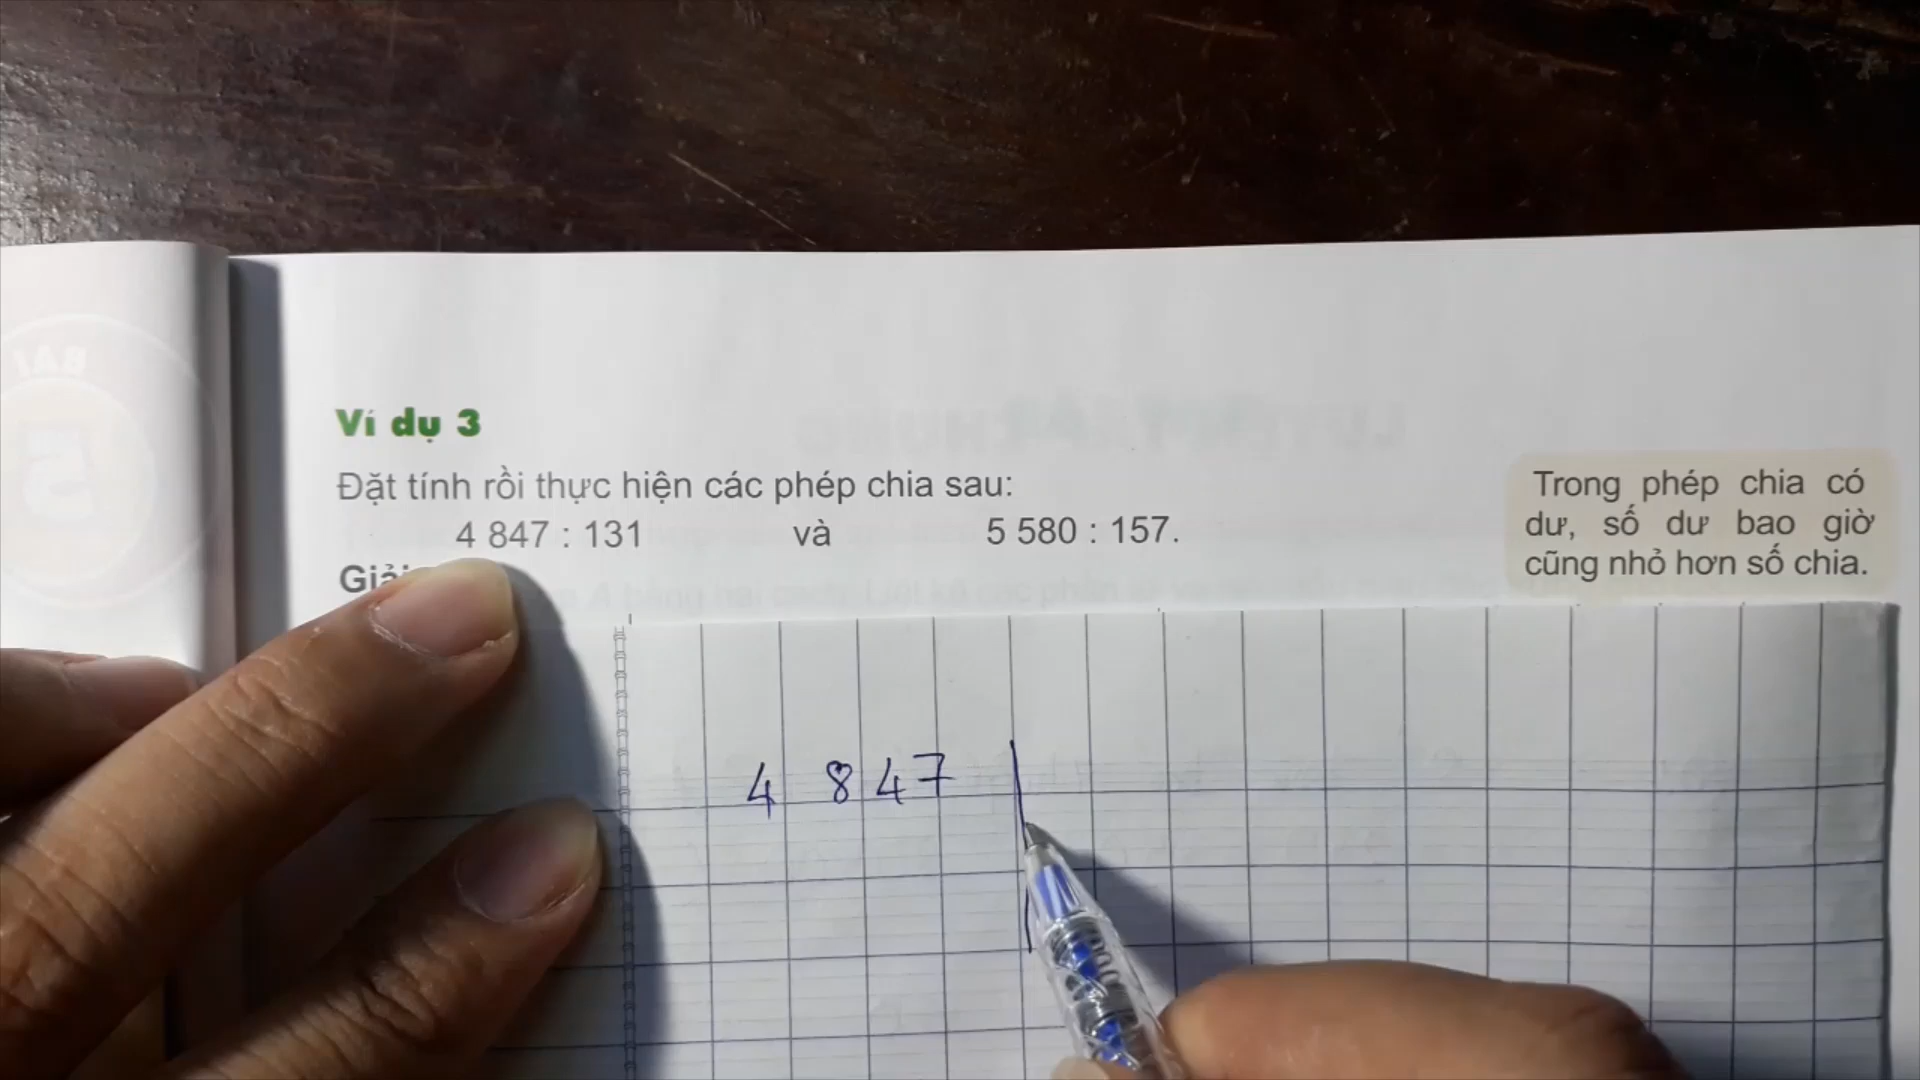 Ví dụ 3
Đặt tính rồi thực hiện các phép chia sau:
4 847 : 131 và 5 580 : 157.
Giải
Trong phép chia có
dư, số dư bao giờ
cũng nhỏ hơn số chia.
4 847